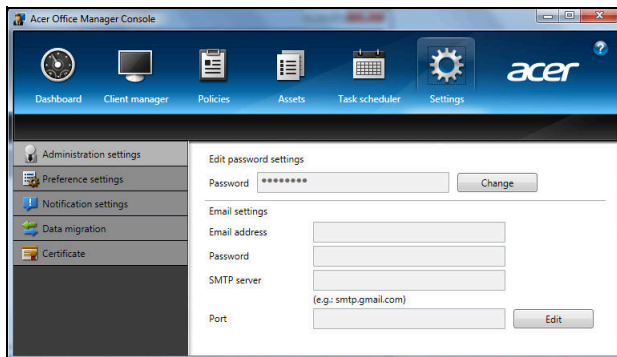 Acer Office Manager Console
Dashboard Client manager Policies Assets Task scheduler Settings acer ?
Administration settings
Preference settings
Notification settings
Data migration
Certificate
Edit password settings
Password ******** Change
Email settings
Email address
Password
SMTP server
(e.g.: smtp.gmail.com)
Port Edit